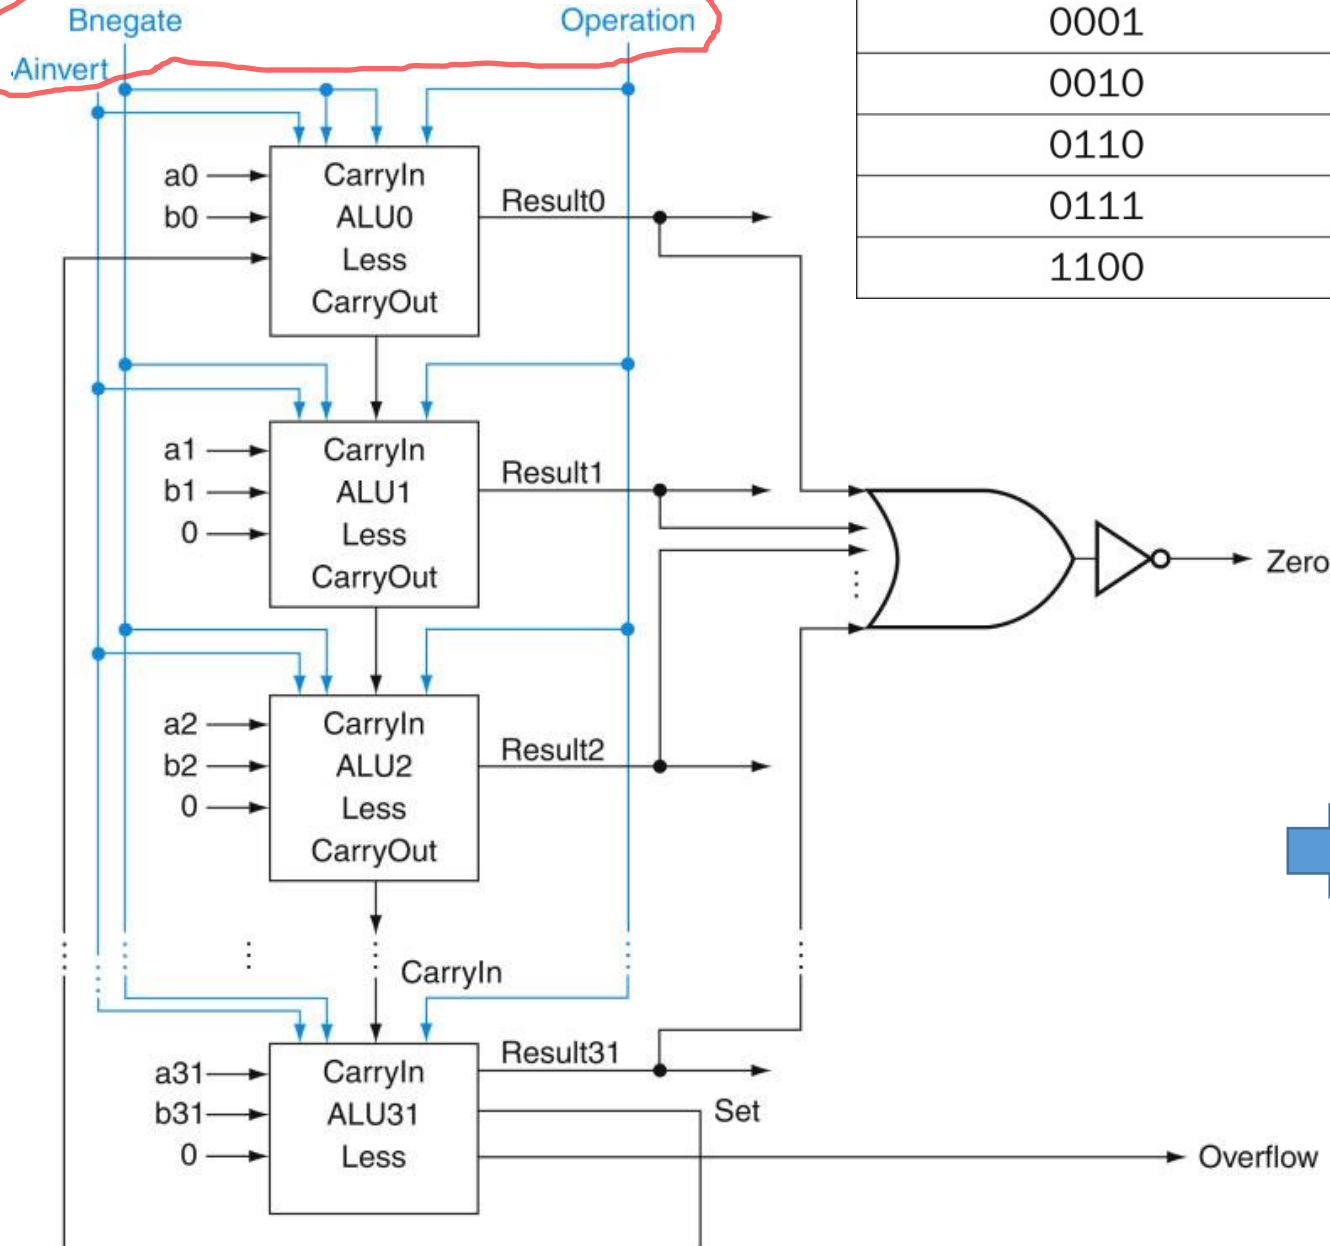 Bnegate
Operation
Ainvert
0001
0010
0110
0111
1100
a0
b0
CarryIn
ALU0
Less
CarryOut
Result0
a1
b1
0
CarryIn
ALU1
Less
CarryOut
Result1
Zero
a2
b2
0
CarryIn
ALU2
Less
CarryOut
Result2
CarryIn
a31
b31
0
CarryIn
ALU31
Less
Result31
Set
Overflow